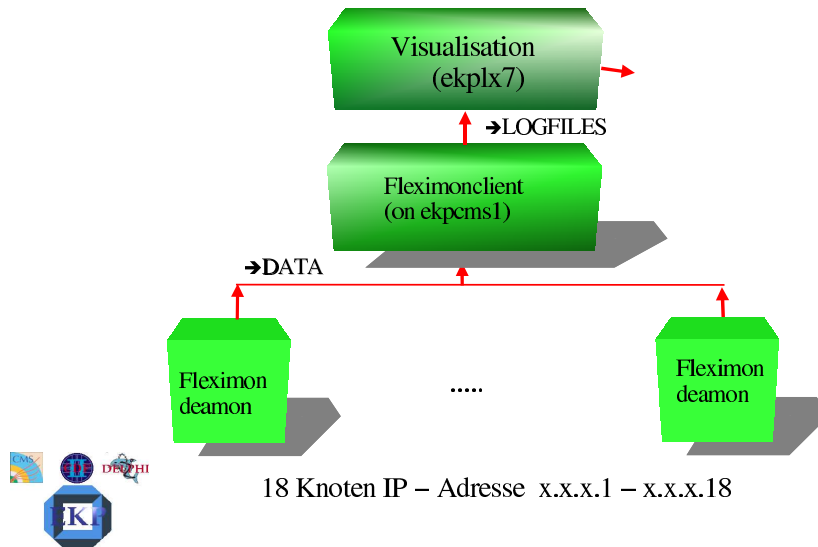 Visualisation
(ekplx7)
➔LOGFILES
Fleximonclient
(on ekpcms1)
➔DATA
Fleximon
deamon
.....
Fleximon
deamon
CMS
DELPHI
EKP
18 Knoten IP – Adresse x.x.x.1 – x.x.x.18